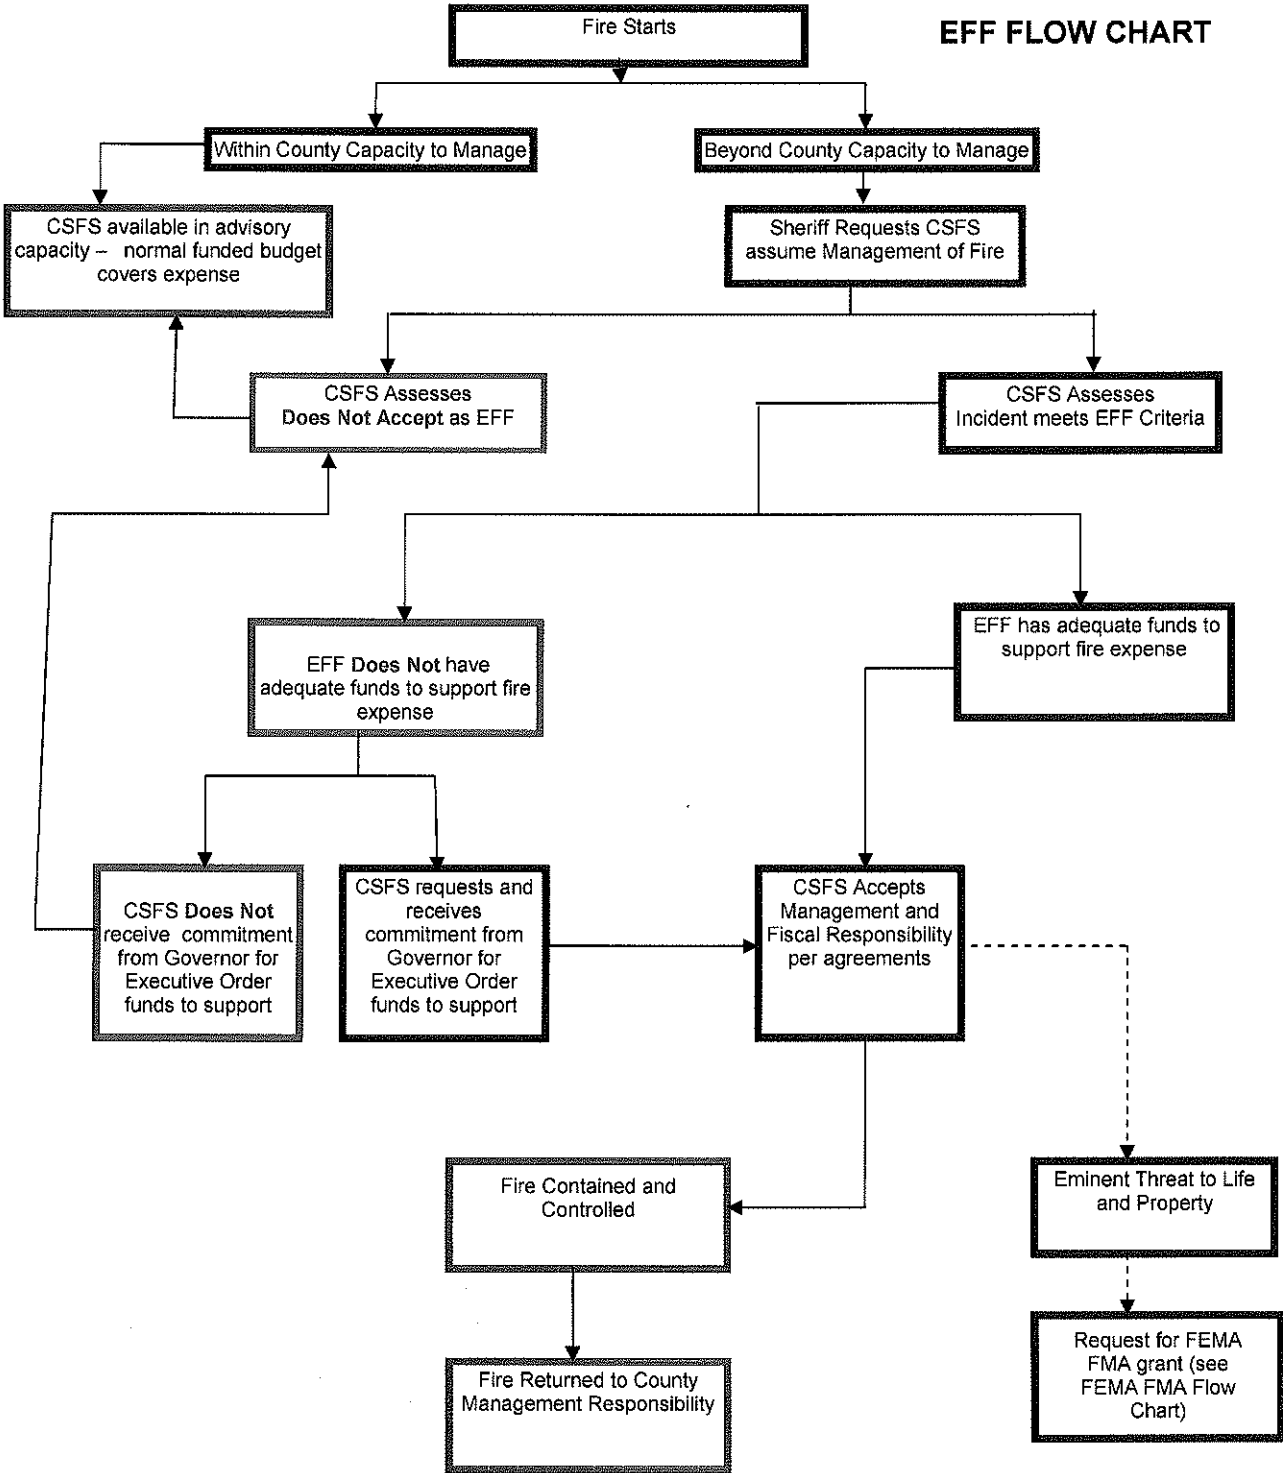 EFF FLOW CHART
Fire Starts
Within County Capacity to Manage
Beyond County Capacity to Manage
CSFS available in advisory
capacity – normal funded budget
covers expense
Sheriff Requests CSFS
assume Management of Fire
CSFS Assesses
Does Not Accept as EFF
CSFS Assesses
Incident meets EFF Criteria
EFF Does Not have
adequate funds to support fire
expense
EFF has adequate funds to
support fire expense
CSFS Does Not
receive commitment
from Governor for
Executive Order
funds to support
CSFS requests and
receives
commitment from
Governor for
Executive Order
funds to support
CSFS Accepts
Management and
Fiscal Responsibility
per agreements
Fire Contained and
Controlled
Eminent Threat to Life
and Property
Fire Returned to County
Management Responsibility
Request for FEMA
FMA grant (see
FEMA FMA Flow
Chart)